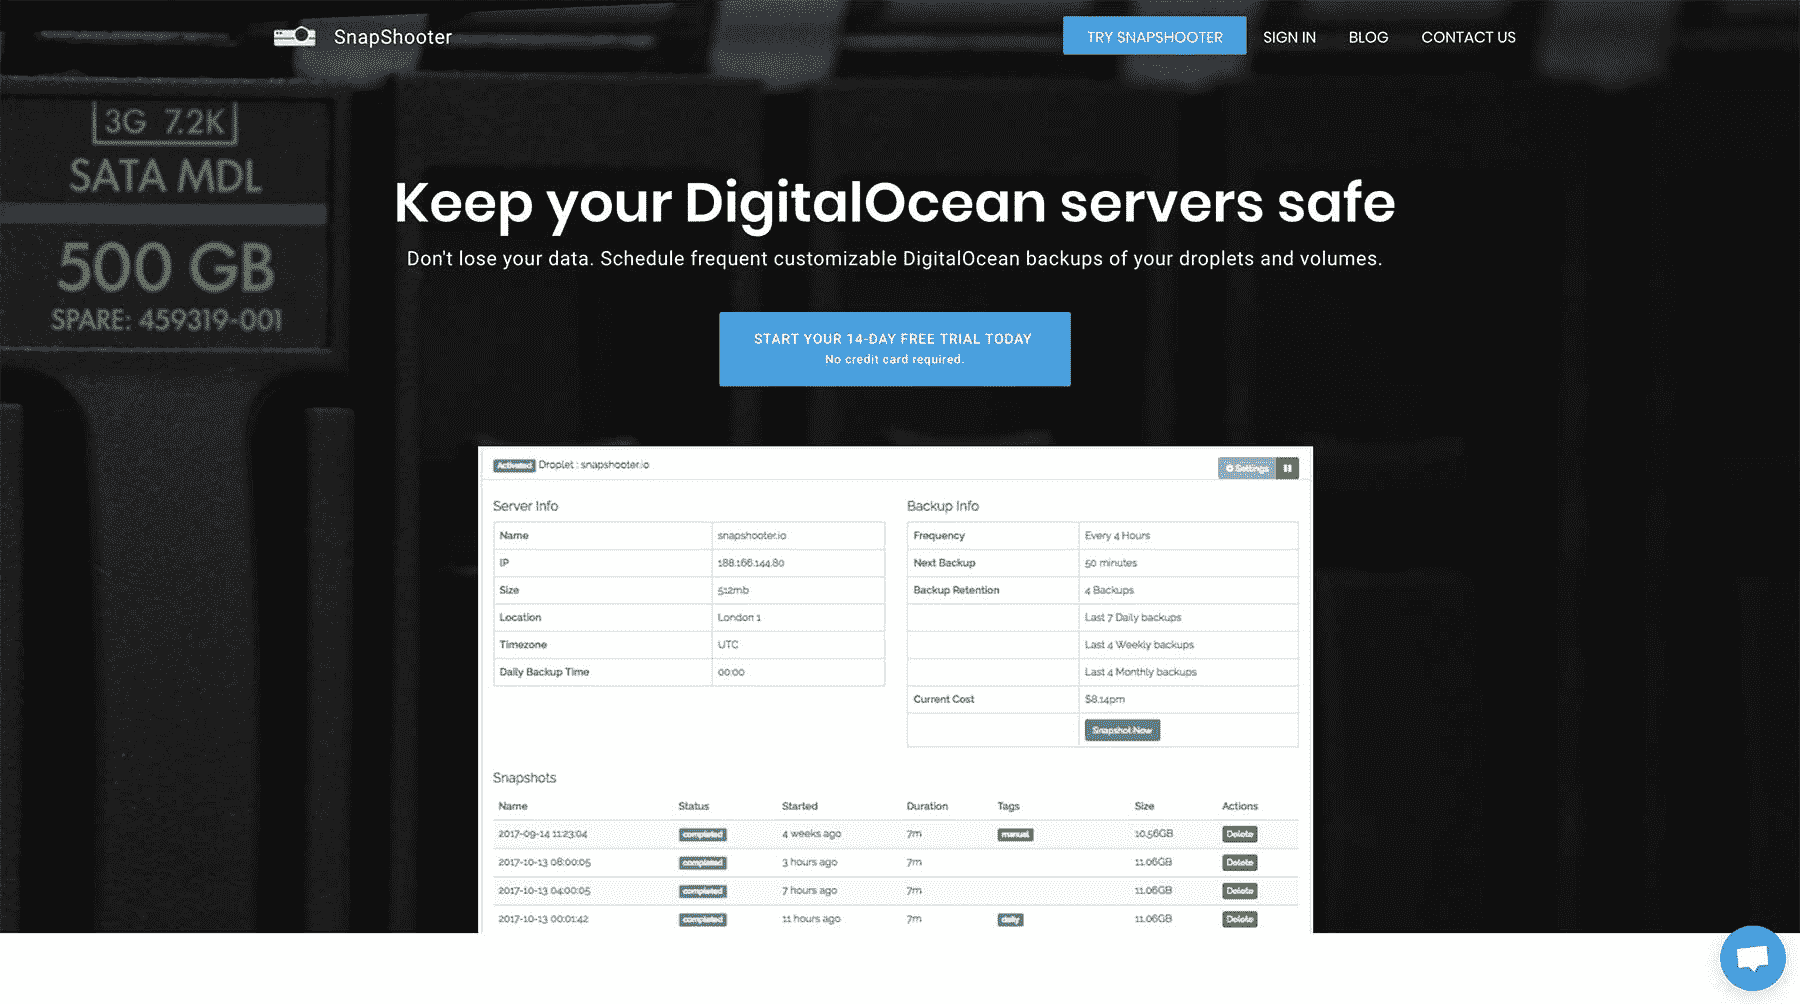 SnapShooter
TRY SNAPSHOOTER
SIGN IN
BLOG
CONTACT US
3G 7.2K
SATA MDL
500 GB
SPARE: 459319-001
Keep your DigitalOcean servers safe
Don't lose your data. Schedule frequent customizable DigitalOcean backups of your droplets and volumes.
START YOUR 14-DAY FREE TRIAL TODAY
No credit card required.
Activated Droplet : snapshooter.io
Settings
Server Info
Name snapshooter.io
IP 188.166.144.80
Size 512mb
Location London 1
Timezone UTC
Daily Backup Time 00:00
Backup Info
Frequency Every 4 Hours
Next Backup 50 minutes
Backup Retention 4 Backups
Last 7 Daily backups
Last 4 Weekly backups
Last 4 Monthly backups
Current Cost $8.14pm
Snapshot Now
Snapshots
Name Status Started Duration Tags Size Actions
2017-09-14 11:23:04 completed 4 weeks ago 7m manual 10.56GB Delete
2017-10-13 08:00:05 completed 3 hours ago 7m 11.06GB Delete
2017-10-13 04:00:05 completed 7 hours ago 7m 11.06GB Delete
2017-10-13 00:01:42 completed 11 hours ago 7m daily 11.06GB Delete